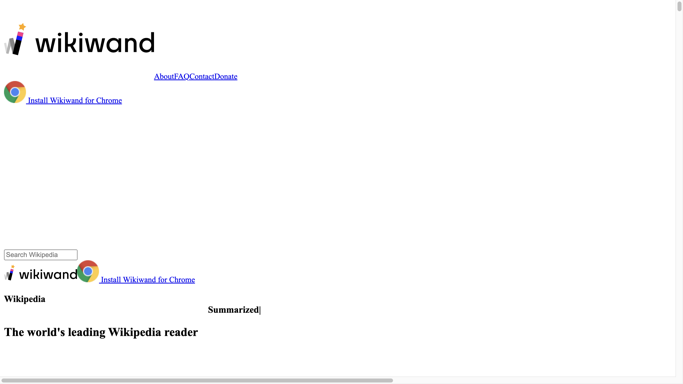 wikiwand
AboutFAQContactDonate
Install Wikiwand for Chrome
Search Wikipedia
wikiwand Install Wikiwand for Chrome
Wikipedia
Summarized|
The world's leading Wikipedia reader